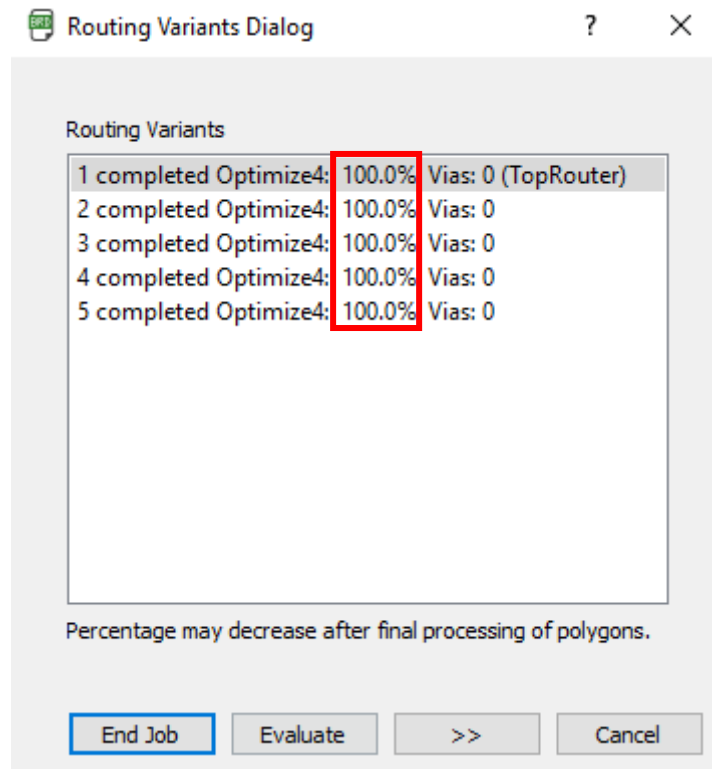 BRD Routing Variants Dialog ? ×
Routing Variants
1 completed Optimize4: 100.0% Vias: 0 (TopRouter)
2 completed Optimize4: 100.0% Vias: 0
3 completed Optimize4: 100.0% Vias: 0
4 completed Optimize4: 100.0% Vias: 0
5 completed Optimize4: 100.0% Vias: 0
Percentage may decrease after final processing of polygons.
End Job Evaluate >> Cancel